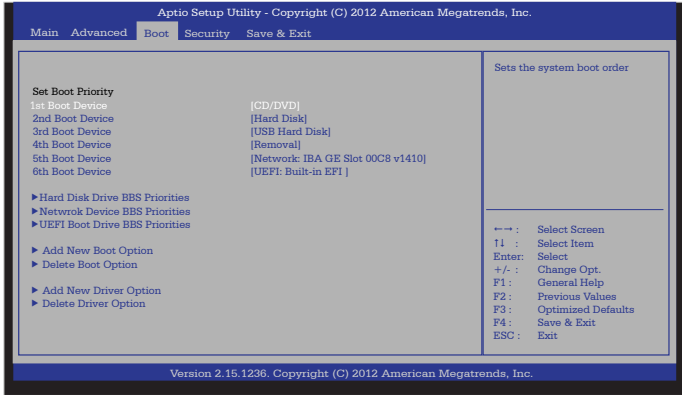 Aptio Setup Utility - Copyright (C) 2012 American Megatrends, Inc.
Main Advanced Boot Security Save & Exit
Set Boot Priority
1st Boot Device [CD/DVD]
2nd Boot Device [Hard Disk]
3rd Boot Device [USB Hard Disk]
4th Boot Device [Removal]
5th Boot Device [Network: IBA GE Slot 00C8 v1410]
6th Boot Device [UEFI: Built-in EFI ]
▶Hard Disk Drive BBS Priorities
▶Netwrok Device BBS Priorities
▶UEFI Boot Drive BBS Priorities
▶ Add New Boot Option
▶ Delete Boot Option
▶ Add New Driver Option
▶ Delete Driver Option
Sets the system boot order
←→ : Select Screen
↑↓ : Select Item
Enter: Select
+/- : Change Opt.
F1 : General Help
F2 : Previous Values
F3 : Optimized Defaults
F4 : Save & Exit
ESC : Exit
Version 2.15.1236. Copyright (C) 2012 American Megatrends, Inc.